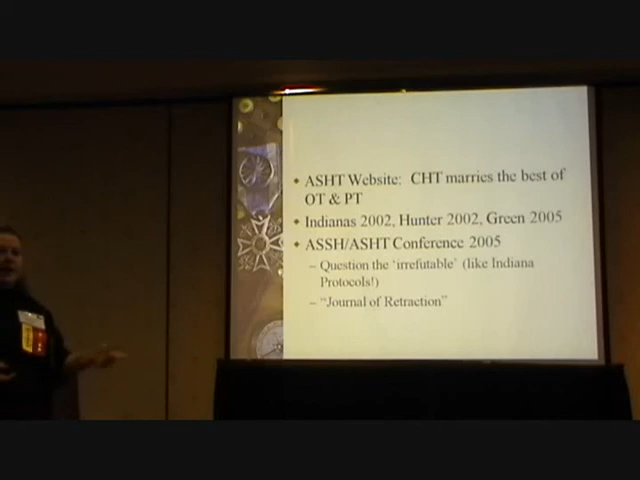 ASHT Website: CHT marries the best of
OT & PT
Indianas 2002, Hunter 2002, Green 2005
ASSH/ASHT Conference 2005
– Question the ‘irrefutable’ (like Indiana
Protocols!)
– “Journal of Retraction”